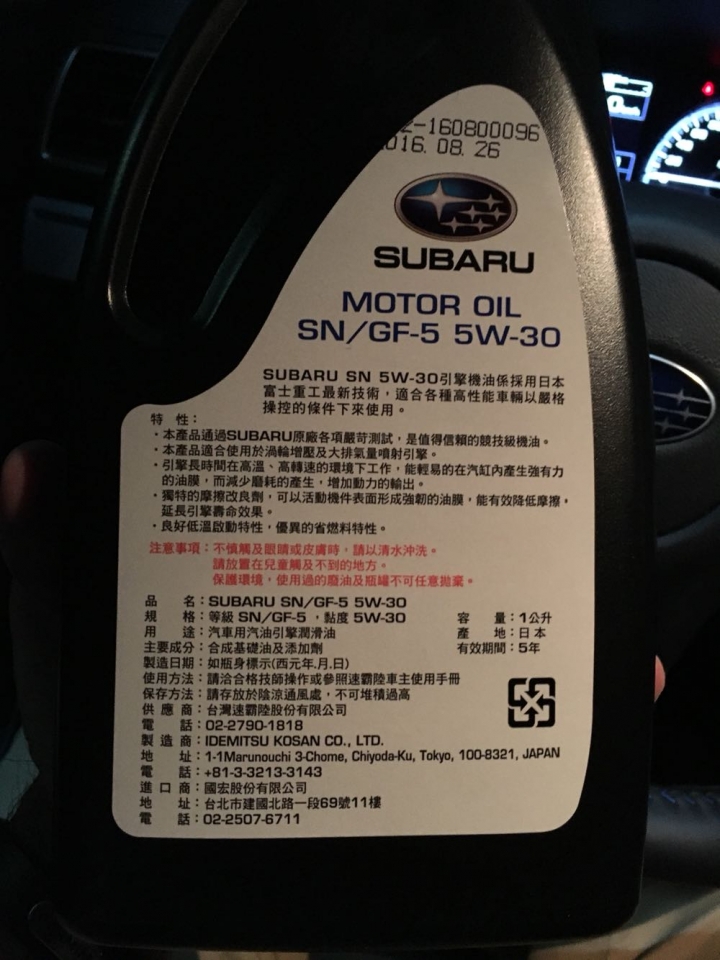 2-160800096
2016. 08. 26
SUBARU
MOTOR OIL
SN/GF-5 5W-30
SUBARU SN 5W-30引擎機油係採用日本
富士重工最新技術，適合各種高性能車輛以嚴格
操控的條件下來使用。
特 性：
・本產品通過SUBARU原廠各項嚴苛測試，是值得信賴的競技級機油。
・本產品適合使用於渦輪增壓及大排氣量噴射引擎。
・引擎長時間在高溫、高轉速的環境下工作，能輕易的在汽缸內產生強有力
的油膜，而減少磨耗的產生，增加動力的輸出。
・獨特的摩擦改良劑，可以活動機件表面形成強韌的油膜，能有效降低摩擦，
延長引擎壽命效果。
・良好低溫啟動特性，優異的省燃料特性。
注意事項：不慎觸及眼睛或皮膚時，請以清水沖洗。
請放置在兒童觸及不到的地方。
保護環境，使用過的廢油及瓶罐不可任意拋棄。
品 名：SUBARU SN/GF-5 5W-30
規 格：等級 SN/GF-5 ，黏度 5W-30 容 量：1公升
用 途：汽車用汽油引擎潤滑油 產 地：日本
主要成分：合成基礎油及添加劑 有效期間：5年
製造日期：如瓶身標示(西元年.月.日)
使用方法：請洽合格技師操作或參照速霸陸車主使用手冊
保存方法：請存放於陰涼通風處，不可堆積過高
供 應 商：台灣速霸陸股份有限公司
電 話：02-2790-1818
製 造 商：IDEMITSU KOSAN CO., LTD.
地 址：1-1Marunouchi 3-Chome, Chiyoda-Ku, Tokyo, 100-8321, JAPAN
電 話：+81-3-3213-3143
進 口 商：國宏股份有限公司
地 址：台北市建國北路一段69號11樓
電 話：02-2507-6711